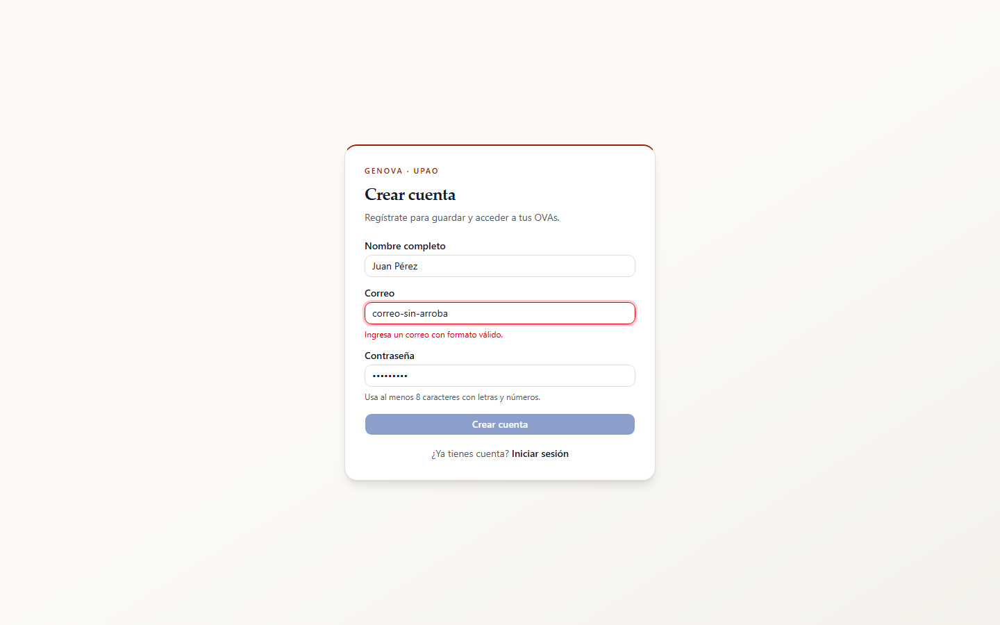 GENOVA · UPAO
Crear cuenta
Regístrate para guardar y acceder a tus OVAs.
Nombre completo
Juan Pérez
Correo
correo-sin-arroba
Ingresa un correo con formato válido.
Contraseña
•••••••••
Usa al menos 8 caracteres con letras y números.
Crear cuenta
¿Ya tienes cuenta? Iniciar sesión